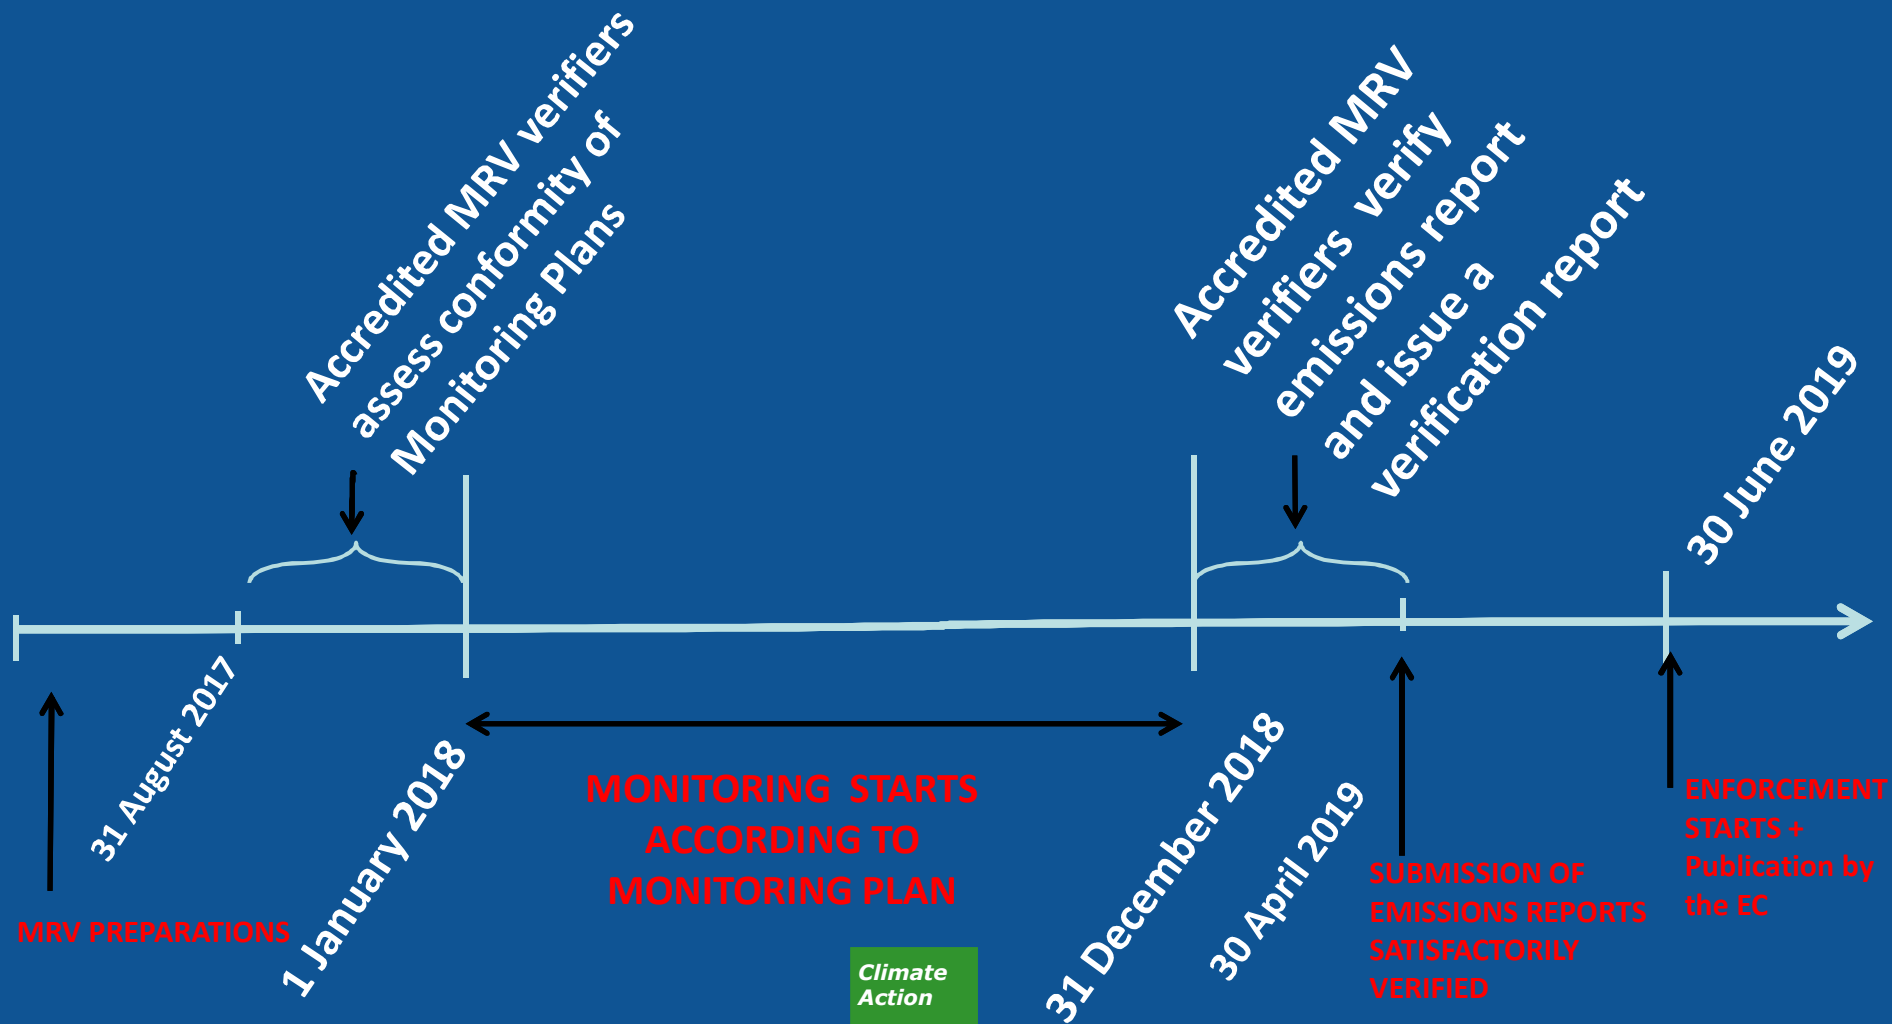 Accredited MRV verifiers
assess conformity of
Monitoring Plans
Accredited MRV
verifiers  verify
emissions report
and issue a
verification report
30 June 2019
31 August 2017
1 January 2018
31 December 2018
30 April 2019
MRV PREPARATIONS
MONITORING  STARTS
ACCORDING TO
MONITORING PLAN
SUBMISSION OF
EMISSIONS REPORTS
SATISFACTORILY
VERIFIED
ENFORCEMENT
STARTS +
Publication by
the EC
Climate
Action